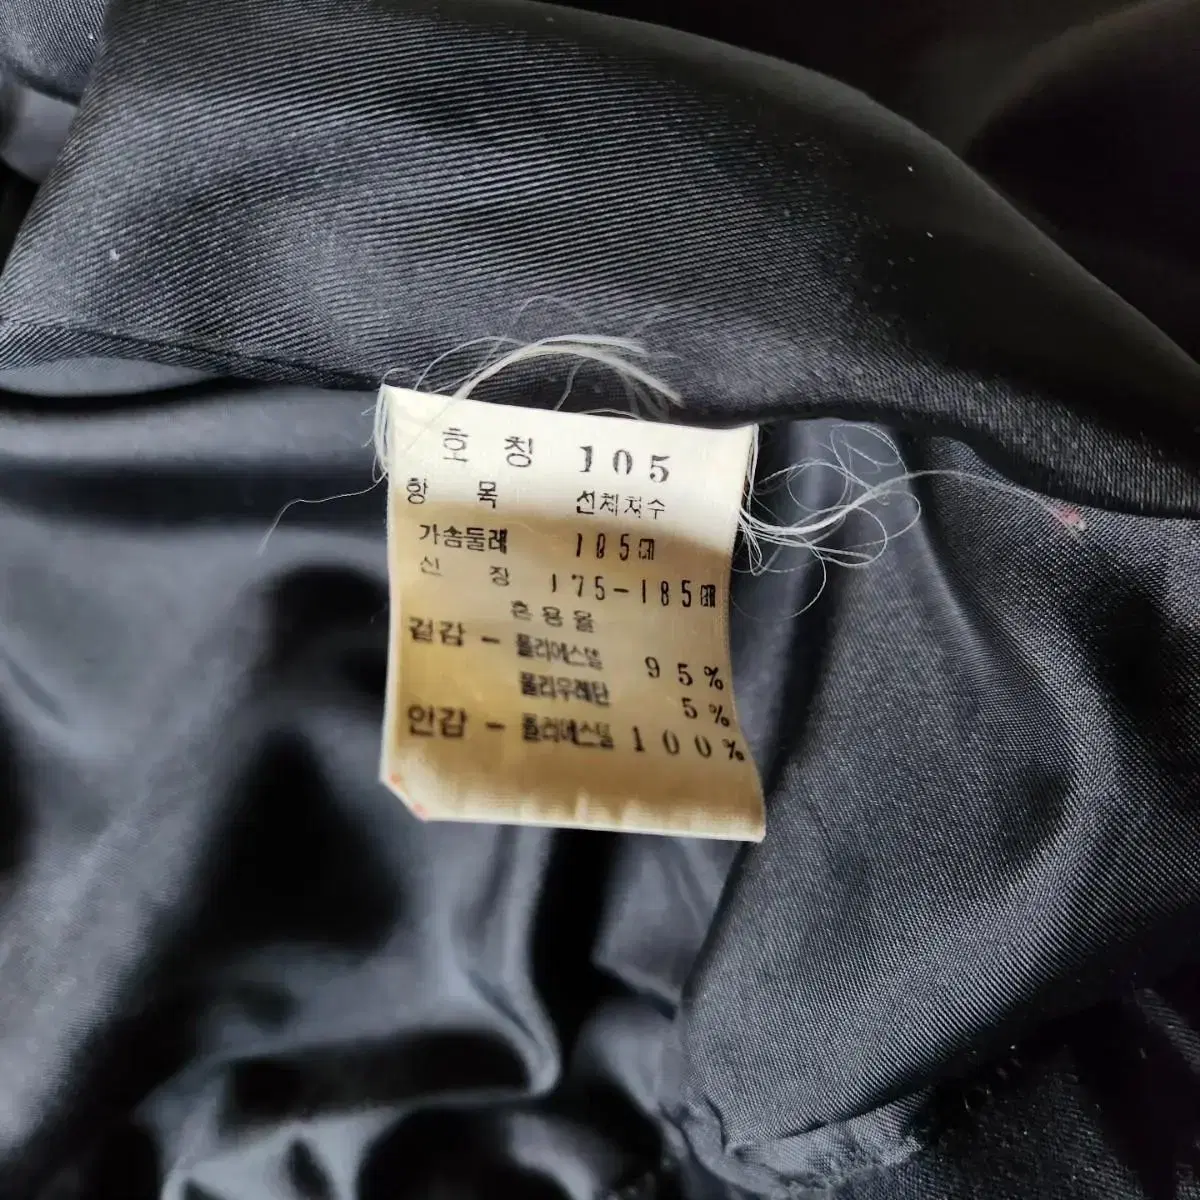 호칭 105
항목 신체치수
가슴둘레 105cm
신장 175-185cm
혼용율
겉감 - 폴리에스텔 95%
폴리우레탄 5%
안감 - 폴리에스텔 100%